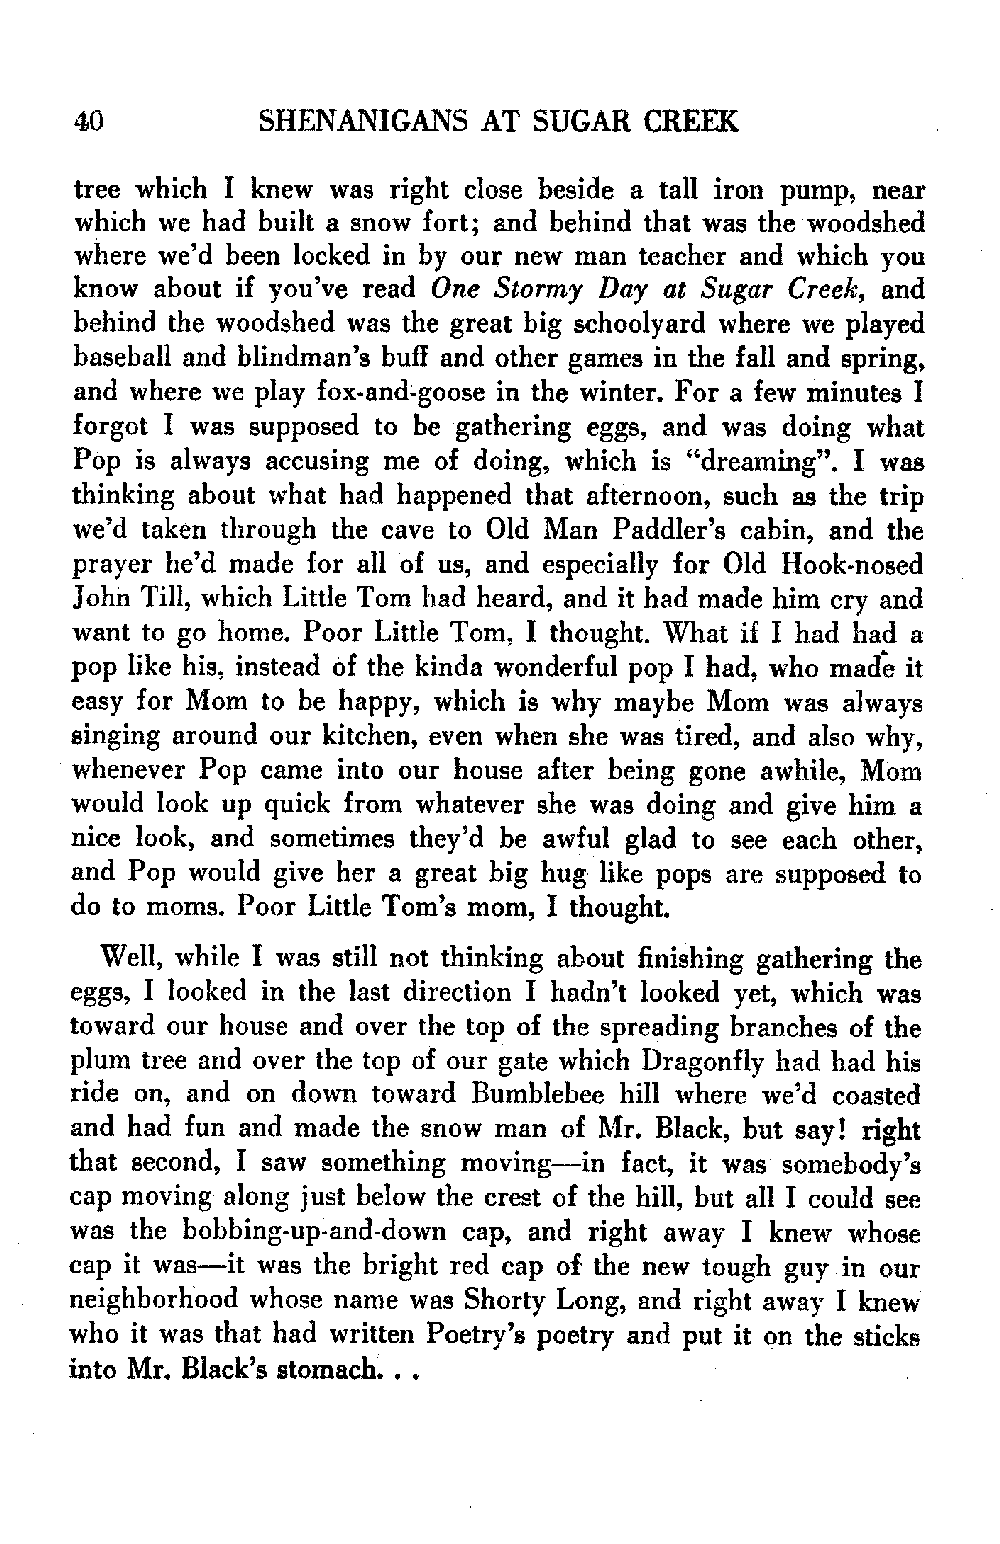 40 SHENANIGANS AT SUGAR CREEK
tree which I knew was right close beside a tall iron pump, near
which we had built a snow fort; and behind that was the woodshed
where we'd been locked in by our new man teacher and which you
know about if you've read One Stormy Day at Sugar Creek, and
behind the woodshed was the great big schoolyard where we played
baseball and blindman's buff and other games in the fall and spring,
and where we play fox-and-goose in the winter. For a few minutes I
forgot I was supposed to be gathering eggs, and was doing what
Pop is always accusing me of doing, which is “dreaming”. I was
thinking about what had happened that afternoon, such as the trip
we'd taken through the cave to Old Man Paddler's cabin, and the
prayer he'd made for all of us, and especially for Old Hook-nosed
John Till, which Little Tom had heard, and it had made him cry and
want to go home. Poor Little Tom, I thought. What if I had had a
pop like his, instead of the kinda wonderful pop I had, who made it
easy for Mom to be happy, which is why maybe Mom was always
singing around our kitchen, even when she was tired, and also why,
whenever Pop came into our house after being gone awhile, Mom
would look up quick from whatever she was doing and give him a
nice look, and sometimes they'd be awful glad to see each other,
and Pop would give her a great big hug like pops are supposed to
do to moms. Poor Little Tom's mom, I thought.
Well, while I was still not thinking about finishing gathering the
eggs, I looked in the last direction I hadn't looked yet, which was
toward our house and over the top of the spreading branches of the
plum tree and over the top of our gate which Dragonfly had had his
ride on, and on down toward Bumblebee hill where we'd coasted
and had fun and made the snow man of Mr. Black, but say! right
that second, I saw something moving—in fact, it was somebody's
cap moving along just below the crest of the hill, but all I could see
was the bobbing-up-and-down cap, and right away I knew whose
cap it was—it was the bright red cap of the new tough guy in our
neighborhood whose name was Shorty Long, and right away I knew
who it was that had written Poetry's poetry and put it on the sticks
into Mr. Black's stomach. . .